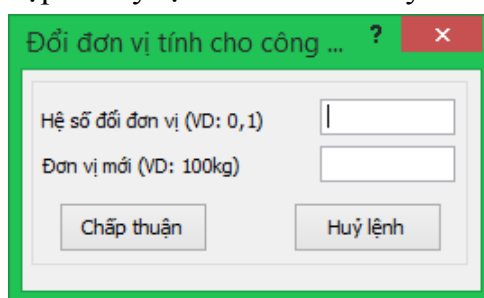 Đổi đơn vị tính cho công ... ?
Hệ số đổi đơn vị (VD: 0,1)
Đơn vị mới (VD: 100kg)
Chấp thuận Huỷ lệnh